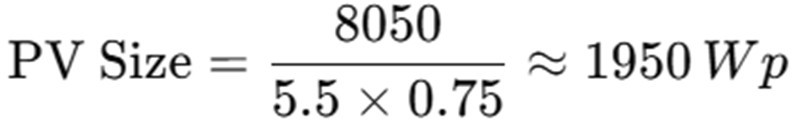 PV Size = 8050 / 5.5 × 0.75 ≈ 1950 Wp